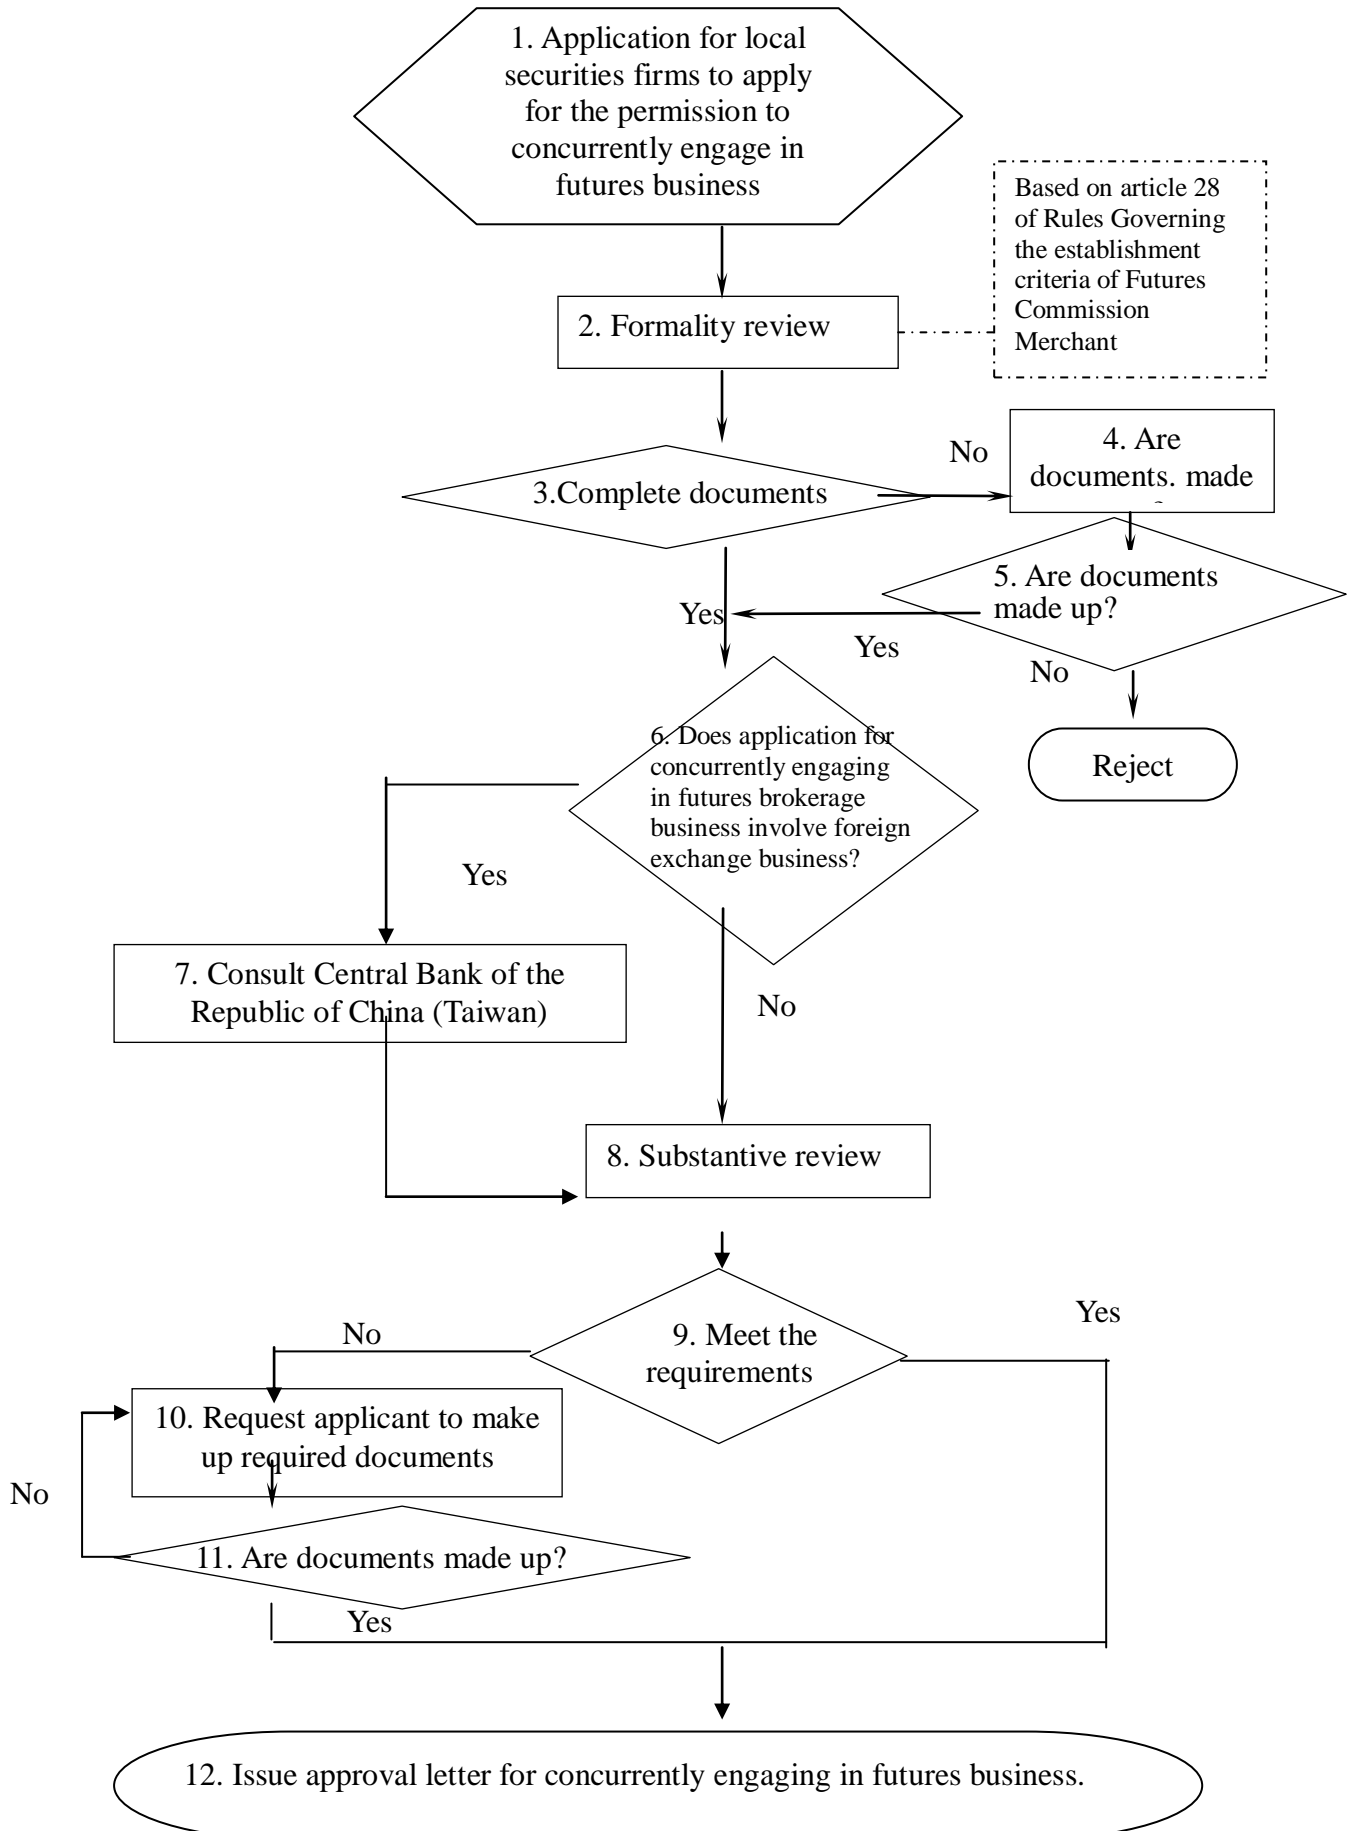 1. Application for local
securities firms to apply
for the permission to
concurrently engage in
futures business
Based on article 28
of Rules Governing
the establishment
criteria of Futures
Commission
Merchant
2. Formality review
No
4. Are
documents. made
3.Complete documents
5. Are documents
made up?
Yes
Yes
No
6. Does application for
concurrently engaging
in futures brokerage
business involve foreign
exchange business?
Reject
Yes
7. Consult Central Bank of the
Republic of China (Taiwan)
No
8. Substantive review
Yes
No
9. Meet the
requirements
10. Request applicant to make
up required documents
No
11. Are documents made up?
Yes
12. Issue approval letter for concurrently engaging in futures business.